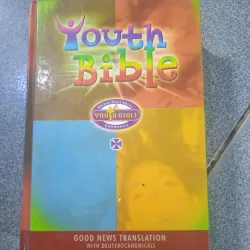 Youth
Bible
YOUTH BIBLE
GOOD NEWS TRANSLATION
WITH DEUTEROCANONICALS